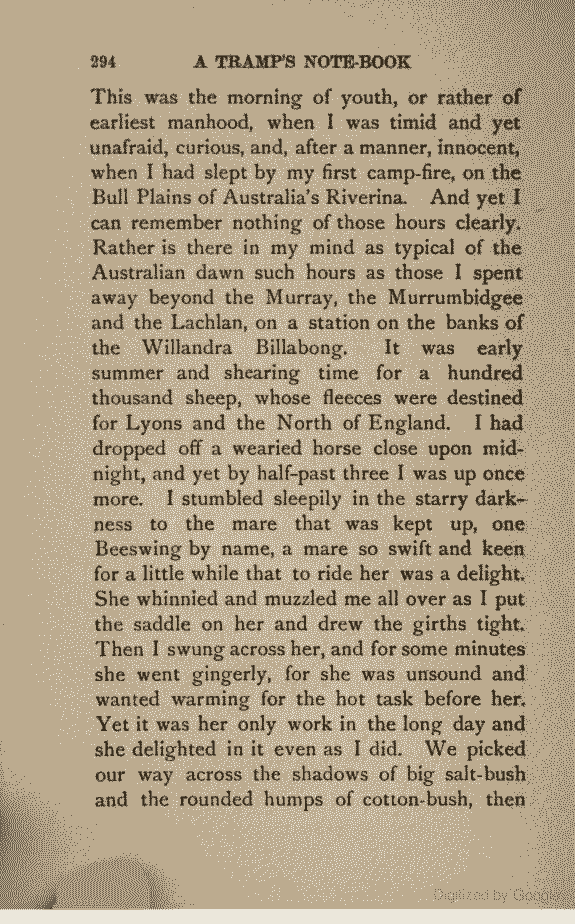 294 A TRAMP'S NOTE-BOOK
This was the morning of youth, or rather of
earliest manhood, when I was timid and yet
unafraid, curious, and, after a manner, innocent,
when I had slept by my first camp-fire, on the
Bull Plains of Australia's Riverina. And yet I
can remember nothing of those hours clearly.
Rather is there in my mind as typical of the
Australian dawn such hours as those I spent
away beyond the Murray, the Murrumbidgee
and the Lachlan, on a station on the banks of
the Willandra Billabong. It was early
summer and shearing time for a hundred
thousand sheep, whose fleeces were destined
for Lyons and the North of England. I had
dropped off a wearied horse close upon mid-
night, and yet by half-past three I was up once
more. I stumbled sleepily in the starry dark-
ness to the mare that was kept up, one
Beeswing by name, a mare so swift and keen
for a little while that to ride her was a delight.
She whinnied and muzzled me all over as I put
the saddle on her and drew the girths tight.
Then I swung across her, and for some minutes
she went gingerly, for she was unsound and
wanted warming for the hot task before her.
Yet it was her only work in the long day and
she delighted in it even as I did. We picked
our way across the shadows of big salt-bush
and the rounded humps of cotton-bush, then
Digitized by Google